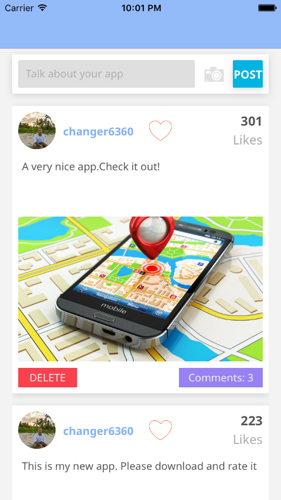 Carrier 10:01 PM
Talk about your app POST
changer6360 301
Likes
A very nice app.Check it out!
mobile
DELETE Comments: 3
changer6360 223
Likes
This is my new app. Please download and rate it